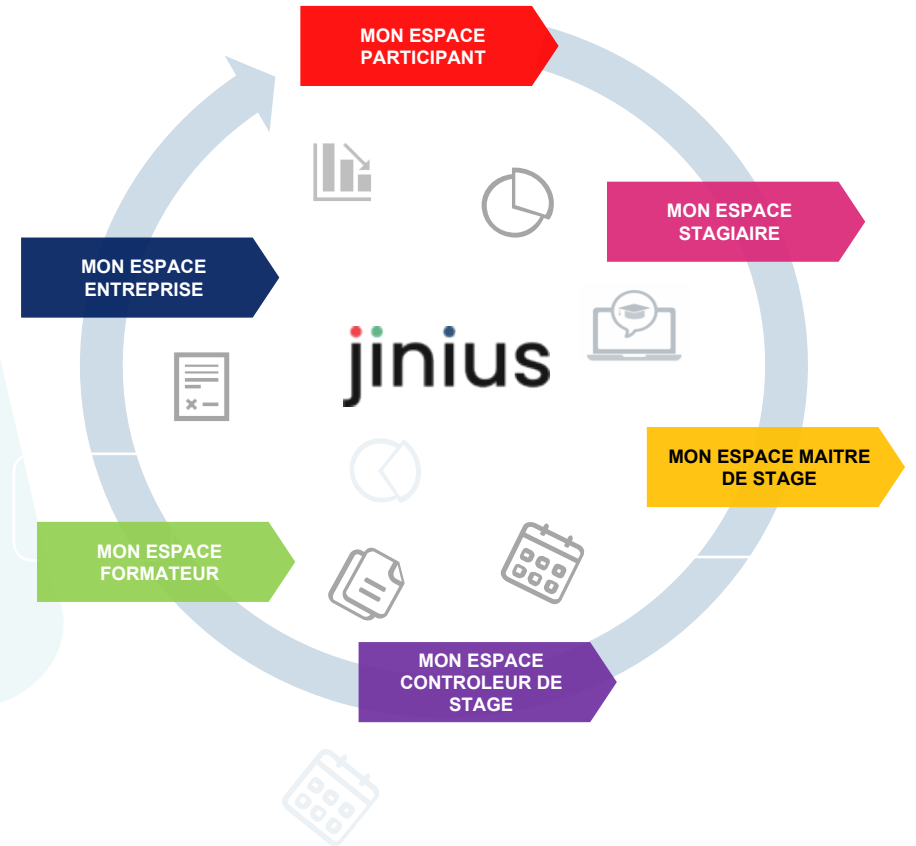 MON ESPACE
PARTICIPANT
MON ESPACE
STAGIAIRE
MON ESPACE
ENTREPRISE
jinius
MON ESPACE MAITRE
DE STAGE
MON ESPACE
FORMATEUR
MON ESPACE
CONTROLEUR DE
STAGE